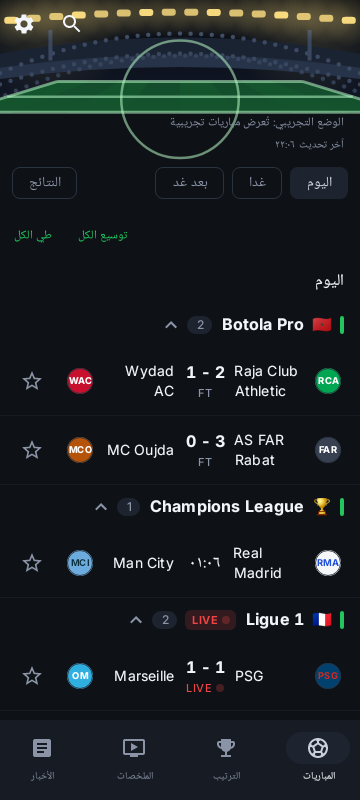 الوضع التجريبي: تُعرض مباريات تجريبية
آخر تحديث ٢٢:٠٦
اليوم
غدا
بعد غد
النتائج
توسيع الكل
طي الكل
اليوم
Botola Pro
2
RCA
Raja Club Athletic
1 - 2
FT
Wydad AC
WAC
FAR
AS FAR Rabat
0 - 3
FT
MC Oujda
MCO
Champions League
1
RMA
Real Madrid
٠١:٠٦
Man City
MCI
Ligue 1
LIVE
2
PSG
PSG
1 - 1
LIVE
Marseille
OM
المباريات
الترتيب
الملخصات
الأخبار